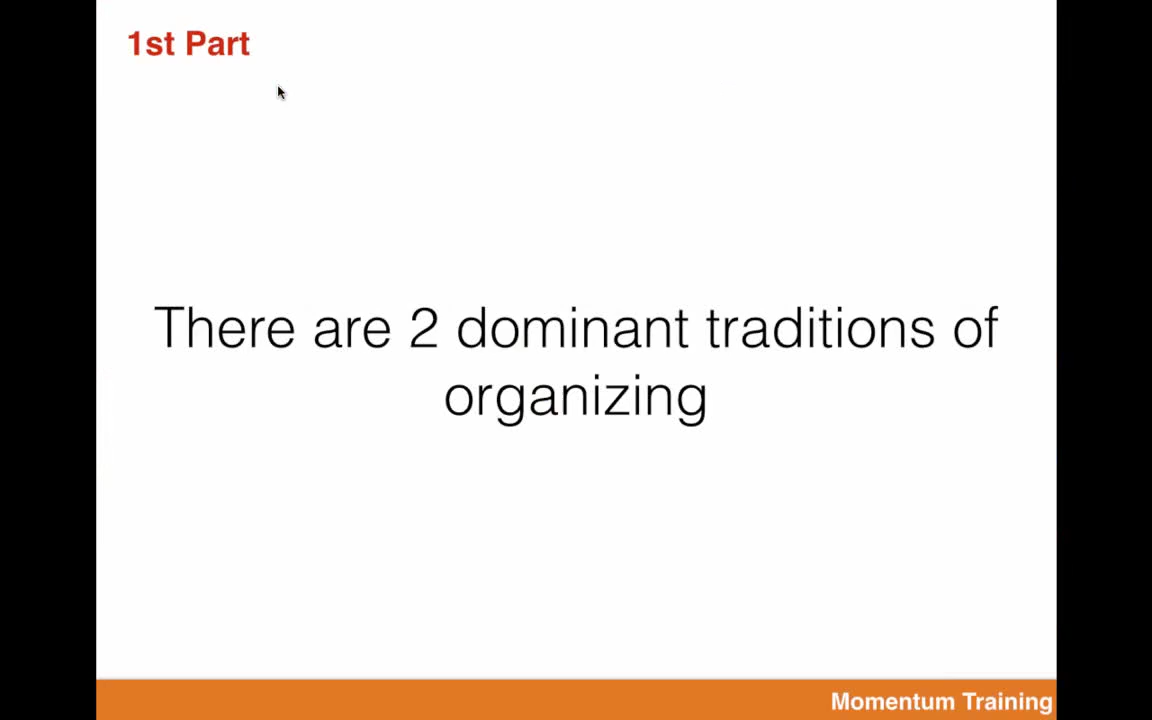 1st Part
There are 2 dominant traditions of
organizing
Momentum Training